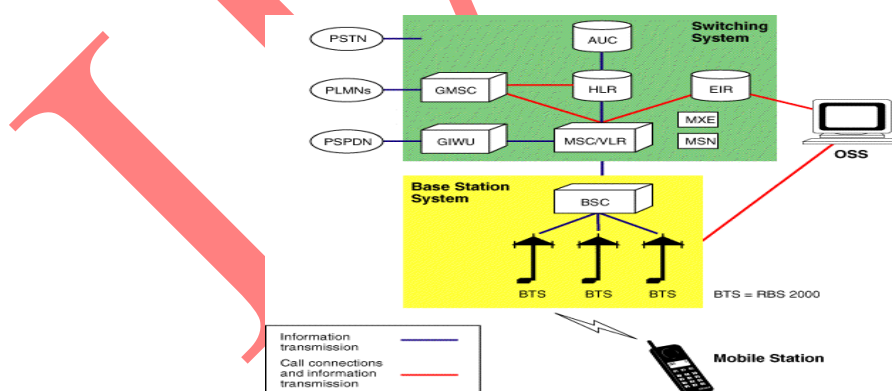 Switching
System
PSTN
AUC
PLMNs
GMSC
HLR
EIR
MXE
PSPDN
GIWU
MSC/VLR
MSN
OSS
Base Station
System
BSC
BTS
BTS
BTS
BTS = RBS 2000
Information
transmission
Call connections
and information
transmission
Mobile Station